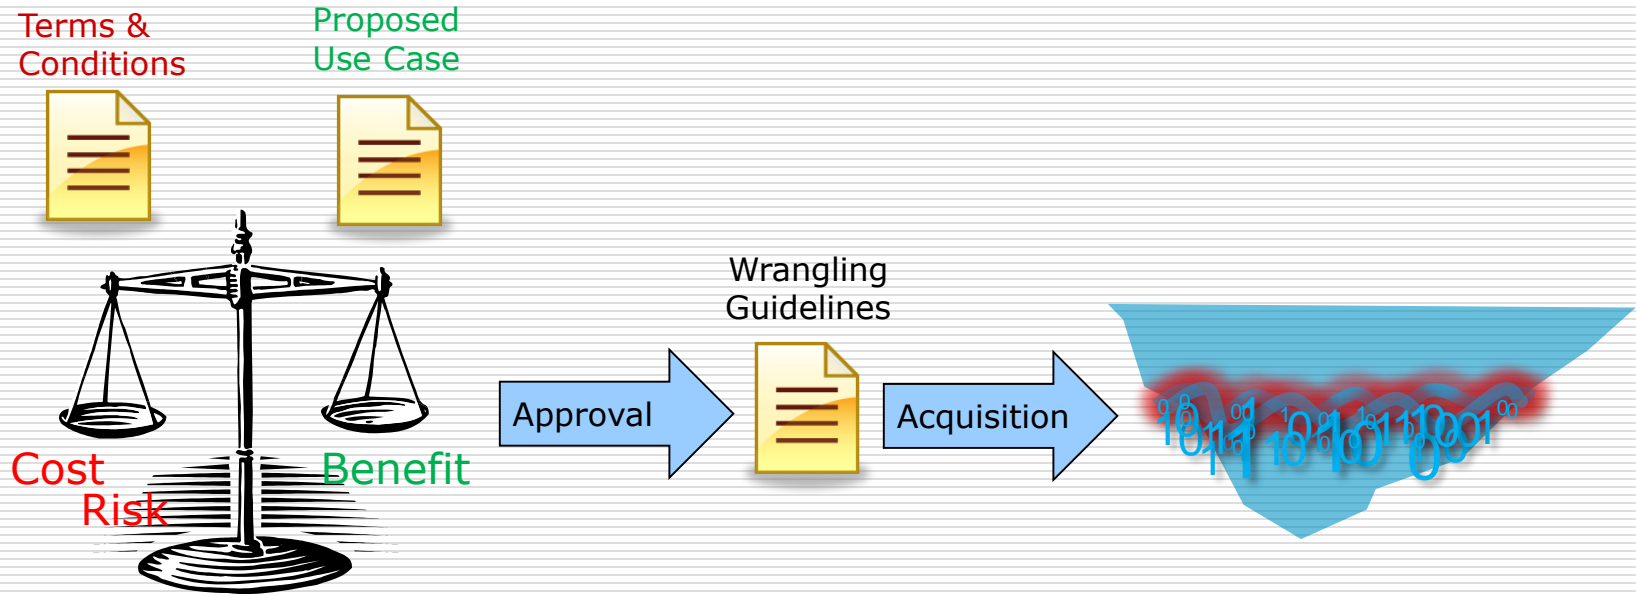 Terms &
Conditions
Proposed
Use Case
Cost
Risk
Benefit
Approval
Wrangling
Guidelines
Acquisition